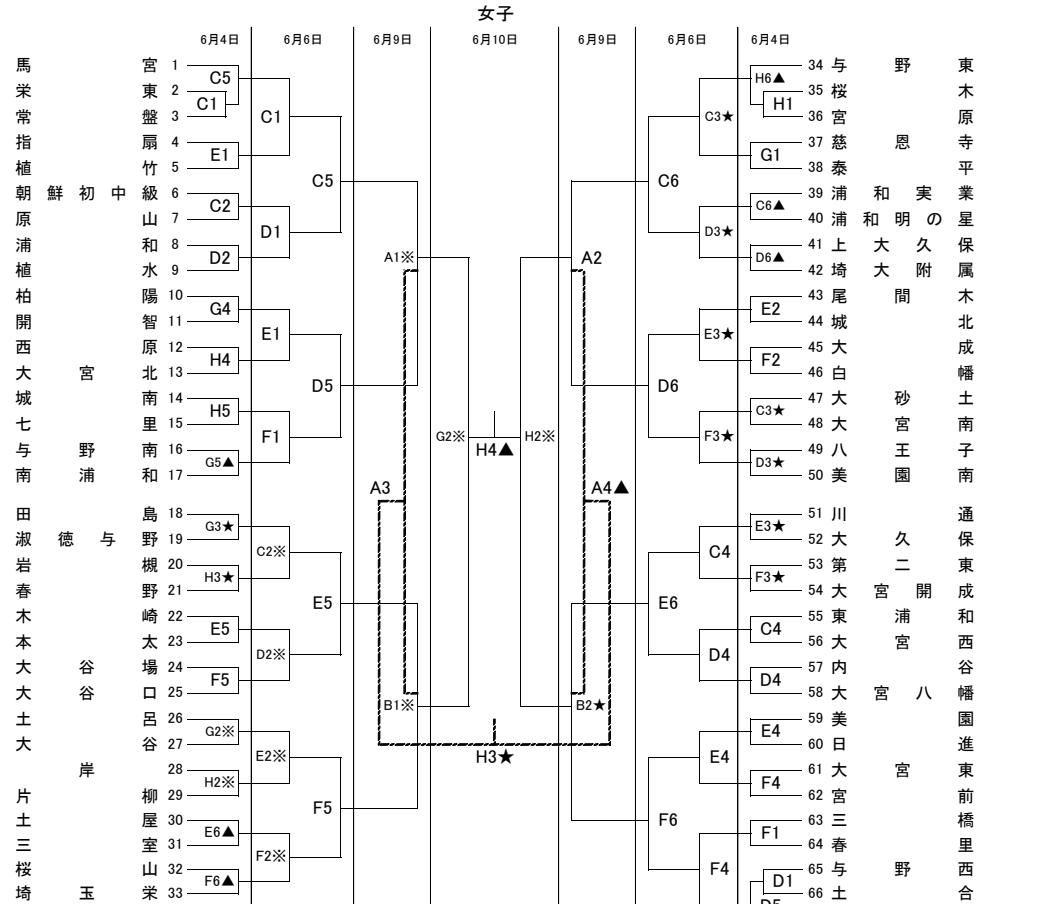 女子
6月4日 6月6日 6月9日 6月10日 6月9日 6月6日 6月4日
馬宮 1
栄東 2
常盤 3
指扇 4
植竹 5
朝鮮初中級 6
原山 7
浦和 8
植水 9
柏陽 10
開智 11
西原 12
大宮北 13
城南 14
七里 15
与野南 16
南浦和 17
田島 18
淑徳与野 19
岩槻 20
春野 21
木崎 22
本太 23
大谷場 24
大谷口 25
土呂 26
大谷 27
岸 28
片柳 29
土屋 30
三室 31
桜山 32
埼玉栄 33
C5
C1
E1
C2
D2
G4
H4
H5
G5▲
G3★
H3★
E5
F5
G2※
H2※
E6▲
F6▲
C1
D1
E1
F1
C2※
D2※
E2※
F2※
C5
D5
E5
F5
A1※
A3
B1※
G2※
H4▲
H2※
H3★
A2
A4▲
B2★
C6
D6
E6
F6
C3★
D3★
E3★
F3★
C4
D4
E4
F4
H6▲
H1
G1
C6▲
D6▲
E2
F2
C3★
D3★
E3★
F3★
C4
D4
E4
F4
F1
D1
D5
34 与野東
35 桜木
36 宮原
37 慈恩寺
38 泰平
39 浦和実業
40 浦和明の星
41 上大久保
42 埼大附属
43 尾間木
44 城北
45 大成
46 白幡
47 大砂土
48 大宮南
49 八王子
50 美園南
51 川通
52 大久保
53 第二東
54 大宮開成
55 東浦和
56 大宮西
57 内谷
58 大宮八幡
59 美園
60 日進
61 大宮東
62 宮前
63 三橋
64 春里
65 与野西
66 土合